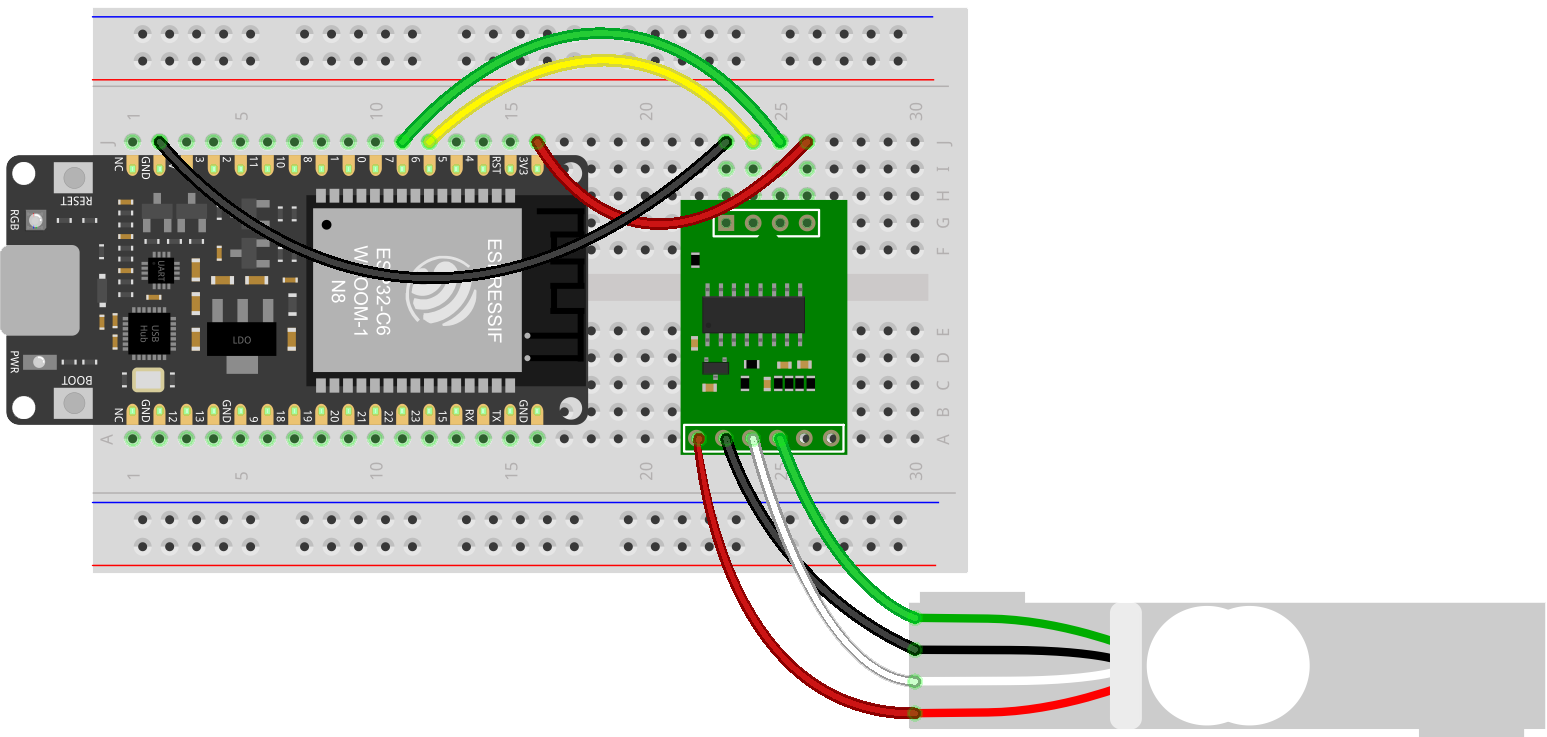 1 5 10 15 20 25 30
J J
NC GND 3 2 11 10 8 1 0 7 6 5 4 RST 3V3
I
H
G
F
RESET
RGB
UART
USB
Hub
LDO
ESPRESSIF
ESP32-C6
WROOM-1
N8
PWR
BOOT
E
D
C
B
NC GND 12 13 GND 9 18 19 20 21 22 23 15 RX TX GND
A A
1 5 10 15 20 25 30